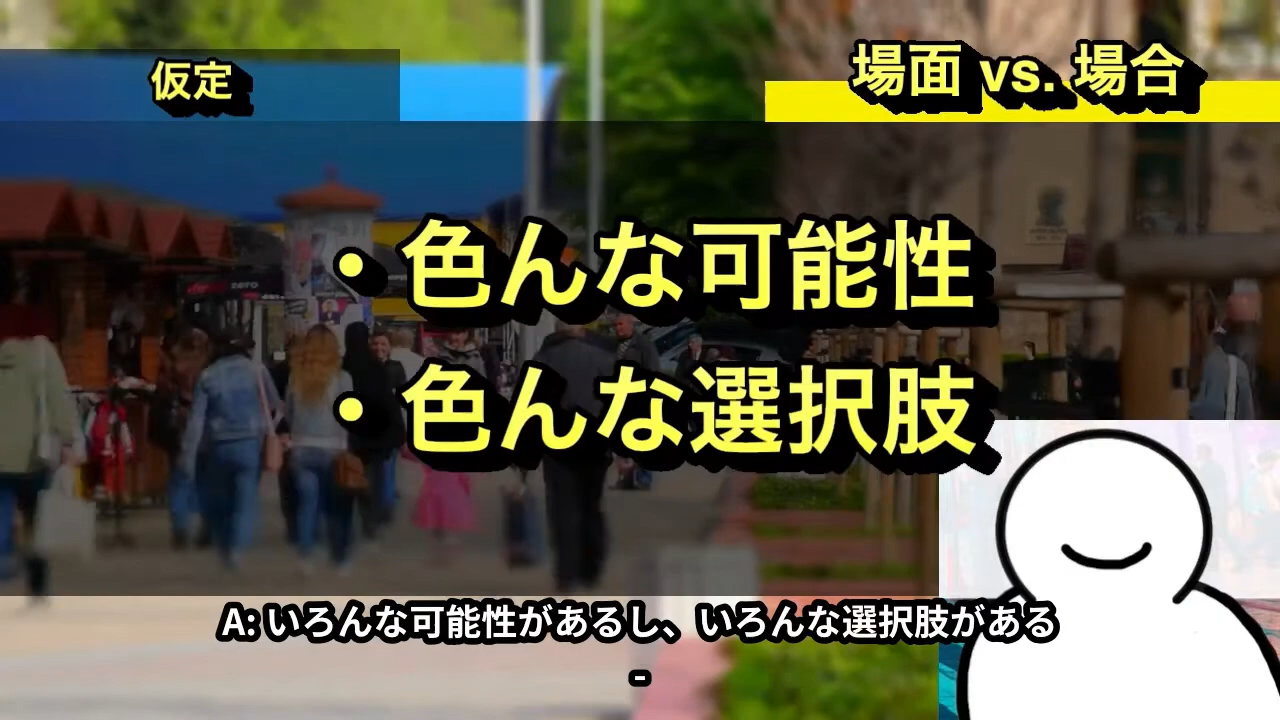 仮定
場面 vs. 場合
・色んな可能性
・色んな選択肢
A: いろんな可能性があるし、いろんな選択肢がある
-